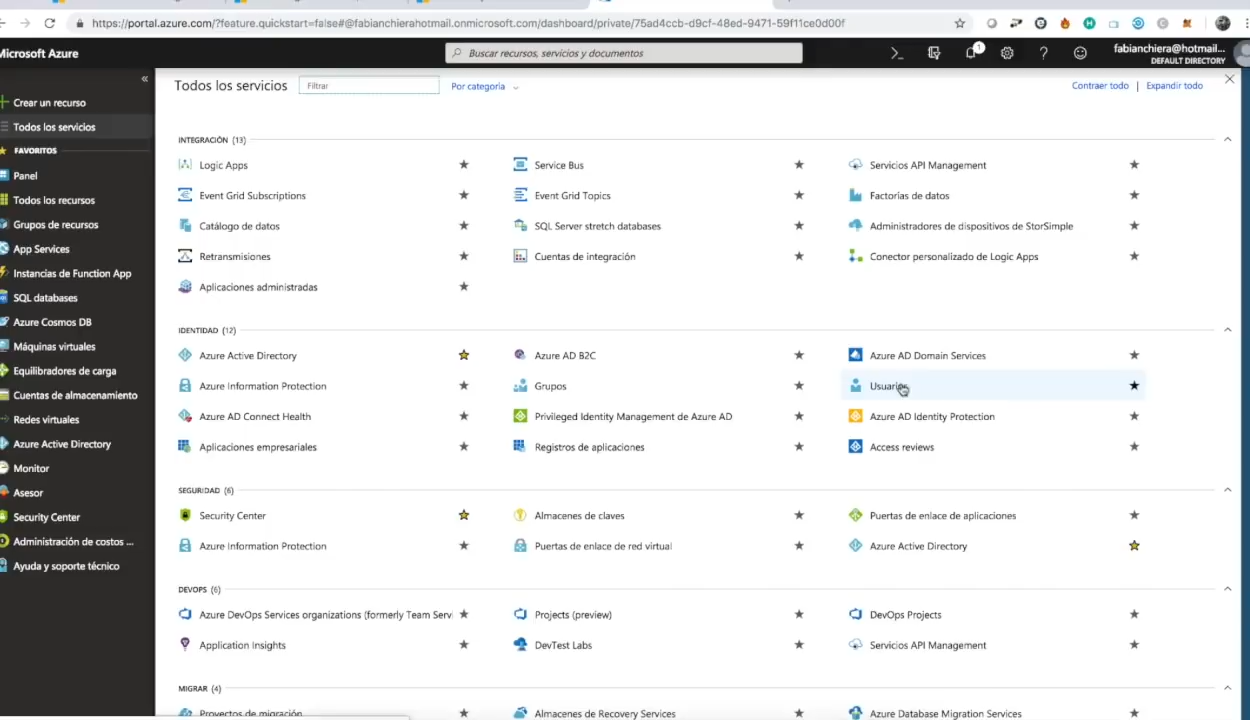 https://portal.azure.com/?feature.quickstart=false#@fabianchierahotmail.onmicrosoft.com/dashboard/private/75ad4ccb-d9cf-48ed-9471-59f11ce0d00f
Microsoft Azure
Buscar recursos, servicios y documentos
1
fabianchiera@hotmail...
DEFAULT DIRECTORY
Crear un recurso
Todos los servicios
FAVORITOS
Panel
Todos los recursos
Grupos de recursos
App Services
Instancias de Function App
SQL databases
Azure Cosmos DB
Máquinas virtuales
Equilibradores de carga
Cuentas de almacenamiento
Redes virtuales
Azure Active Directory
Monitor
Asesor
Security Center
Administración de costos ...
Ayuda y soporte técnico
Todos los servicios
Filtrar
Por categoría
Contraer todo | Expandir todo
INTEGRACIÓN (13)
Logic Apps
Service Bus
Servicios API Management
Event Grid Subscriptions
Event Grid Topics
Factorías de datos
Catálogo de datos
SQL Server stretch databases
Administradores de dispositivos de StorSimple
Retransmisiones
Cuentas de integración
Conector personalizado de Logic Apps
Aplicaciones administradas
IDENTIDAD (12)
Azure Active Directory
Azure AD B2C
Azure AD Domain Services
Azure Information Protection
Grupos
Usuarios
Azure AD Connect Health
Privileged Identity Management de Azure AD
Azure AD Identity Protection
Aplicaciones empresariales
Registros de aplicaciones
Access reviews
SEGURIDAD (6)
Security Center
Almacenes de claves
Puertas de enlace de aplicaciones
Azure Information Protection
Puertas de enlace de red virtual
Azure Active Directory
DEVOPS (6)
Azure DevOps Services organizations (formerly Team Servi
Projects (preview)
DevOps Projects
Application Insights
DevTest Labs
Servicios API Management
MIGRAR (4)
Proyectos de migración
Almacenes de Recovery Services
Azure Database Migration Services